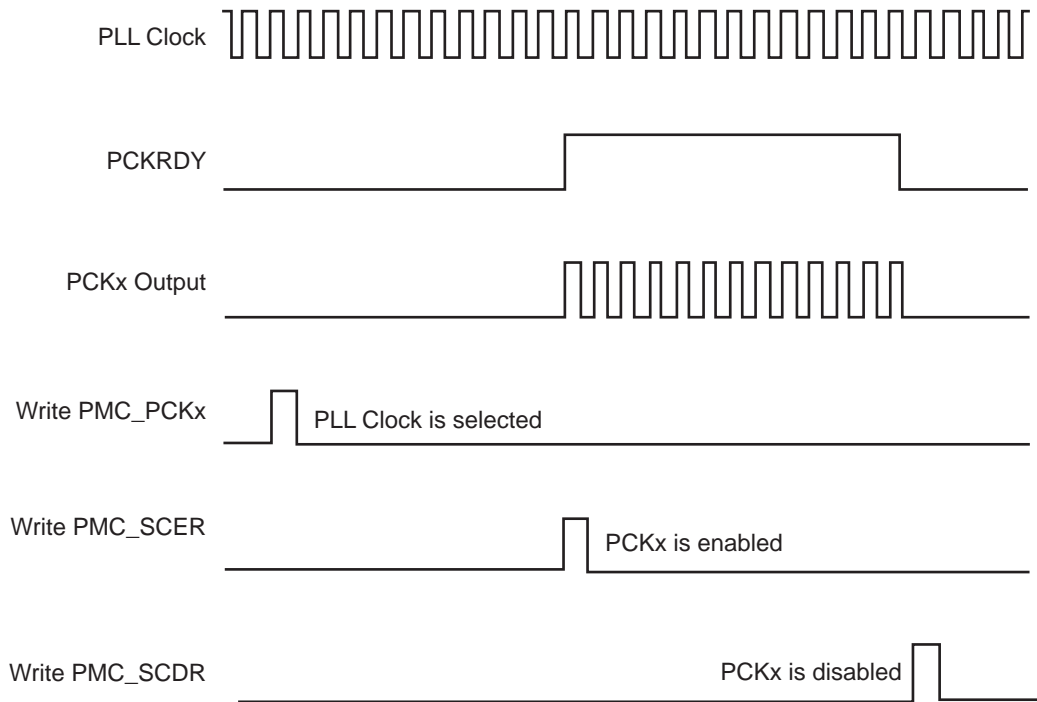 PLL Clock
PCKRDY
PCKx Output
Write PMC_PCKx
PLL Clock is selected
Write PMC_SCER
PCKx is enabled
Write PMC_SCDR
PCKx is disabled